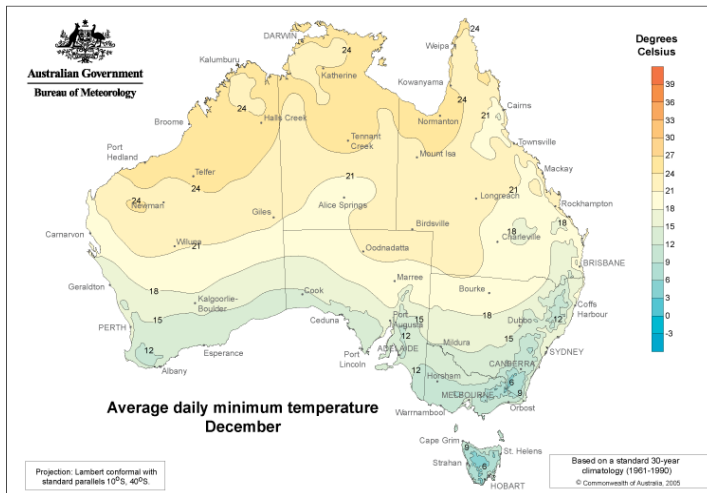 Australian Government
Bureau of Meteorology
Degrees
Celsius
39
36
33
30
27
24
21
18
15
12
9
6
3
0
-3
DARWIN
24
Katherine
Kalumburu
24
Halls Creek
Broome
Port
Hedland
Telfer
24
24
Newman
Weipa
24
Kowanyama
24
Normanton
Cairns
21
Townsville
Tennant
Creek
Mount Isa
Mackay
21
Longreach
Rockhampton
21
Alice Springs
Giles
Birdsville
18
18
Charleville
Carnarvon
Wiluna
21
Oodnadatta
BRISBANE
Geraldton
18
Marree
Bourke
Cook
Kalgoorlie-
Boulder
18
Coffs
Harbour
12
15
PERTH
Ceduna
Port
Augusta
15
Dubbo
15
12
ADELAIDE
Mildura
SYDNEY
12
Esperance
Port
Lincoln
CANBERRA
Albany
12
Horsham
6
MELBOURNE
9
Warrnambool
Orbost
Average daily minimum temperature
December
Cape Grim
9
St. Helens
Strahan
6
HOBART
Projection: Lambert conformal with
standard parallels 10°S, 40°S.
Based on a standard 30-year
climatology (1961-1990)
© Commonwealth of Australia, 2005